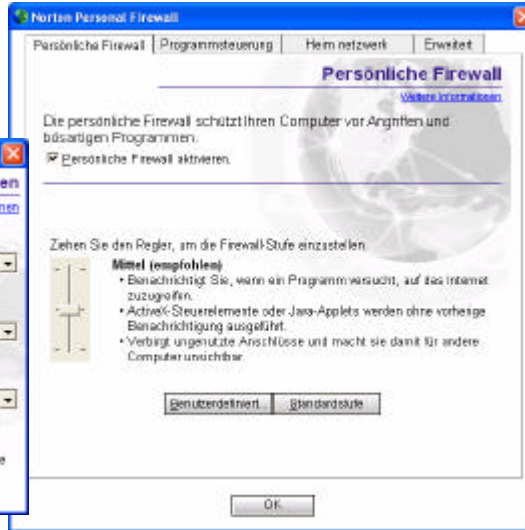 Norton Personal Firewall
Persönliche Firewall
Programmsteuerung
Heimnetzwerk
Erweitert
Persönliche Firewall
Weitere Informationen
Die persönliche Firewall schützt Ihren Computer vor Angriffen und
bösartigen Programmen.
Persönliche Firewall aktivieren.
Ziehen Sie den Regler, um die Firewall-Stufe einzustellen
Mittel (empfohlen)
• Benachrichtigt Sie, wenn ein Programm versucht, auf das Internet
zuzugreifen.
• ActiveX-Steuerelemente oder Java-Applets werden ohne vorherige
Benachrichtigung ausgeführt.
• Verbirgt ungenutzte Anschlüsse und macht sie damit für andere
Computer unsichtbar.
Benutzerdefiniert
Standardstufe
OK
en
nen
e